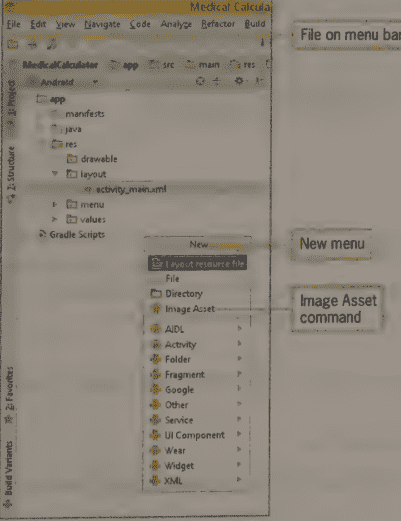 Medical Calcula
File Edit View Navigate Code Analyze Refactor Build
File on menu bar
MedicalCalculator app src main res
Android
app
manifests
java
res
drawable
layout
activity_main.xml
menu
values
Gradle Scripts
1: Project
7: Structure
2: Favorites
Build Variants
New
New menu
Layout resource file
File
Directory
Image Asset
Image Asset
command
AIDL
Activity
Folder
Fragment
Google
Other
Service
UI Component
Wear
Widget
XML